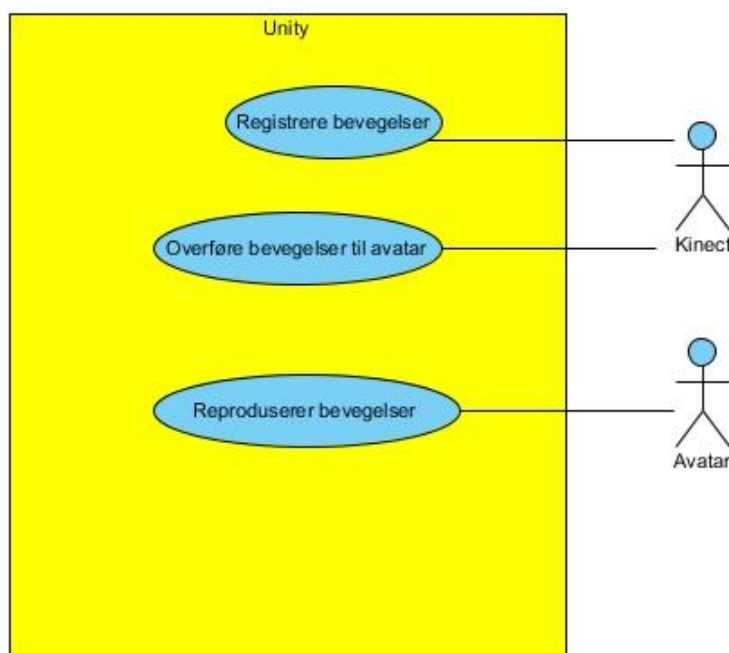 Unity
Registrere bevegelser
Overføre bevegelser til avatar
Kinect
Reproduserer bevegelser
Avatar